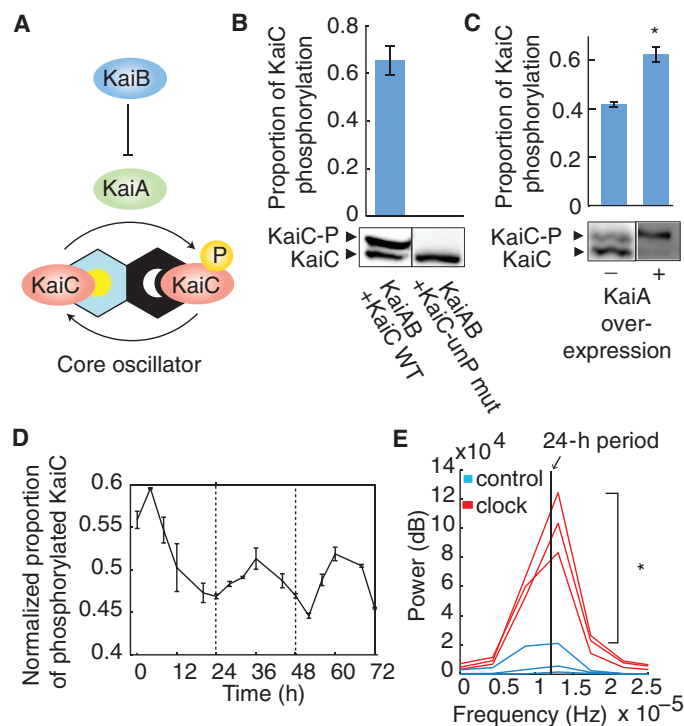 A
KaiB
KaiA
P
KaiC
KaiC
Core oscillator
B
Proportion of KaiC
phosphorylation
0.8
0.6
0.4
0.2
0
KaiC-P
KaiC
KaiAB
+KaiC WT
KaiAB
+KaiC-unP mut
C
Proportion of KaiC
phosphorylation
*
0.6
0.4
0.2
0
KaiC-P
KaiC
– +
KaiA
over-
expression
D
Normalized proportion
of phosphorylated KaiC
0.6
0.55
0.5
0.45
0.4
0 12 24 36 48 60 72
Time (h)
E
x10⁴
24-h period
14
12
10
8
6
4
2
0
Power (dB)
control
clock
*
0 0.5 1 1.5 2 2.5
Frequency (Hz) x 10⁻⁵